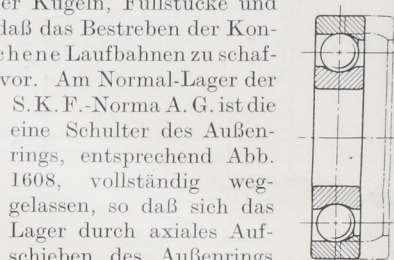 er Kugeln, Füllstücke und
daß das Bestreben der Kon-
chene Laufbahnen zu schaf-
vor. Am Normal-Lager der
S.K.F.-Norma A. G. ist die
eine Schulter des Außen-
rings, entsprechend Abb.
1608, vollständig weg-
gelassen, so daß sich das
Lager durch axiales Auf-
schieben des Außenrings